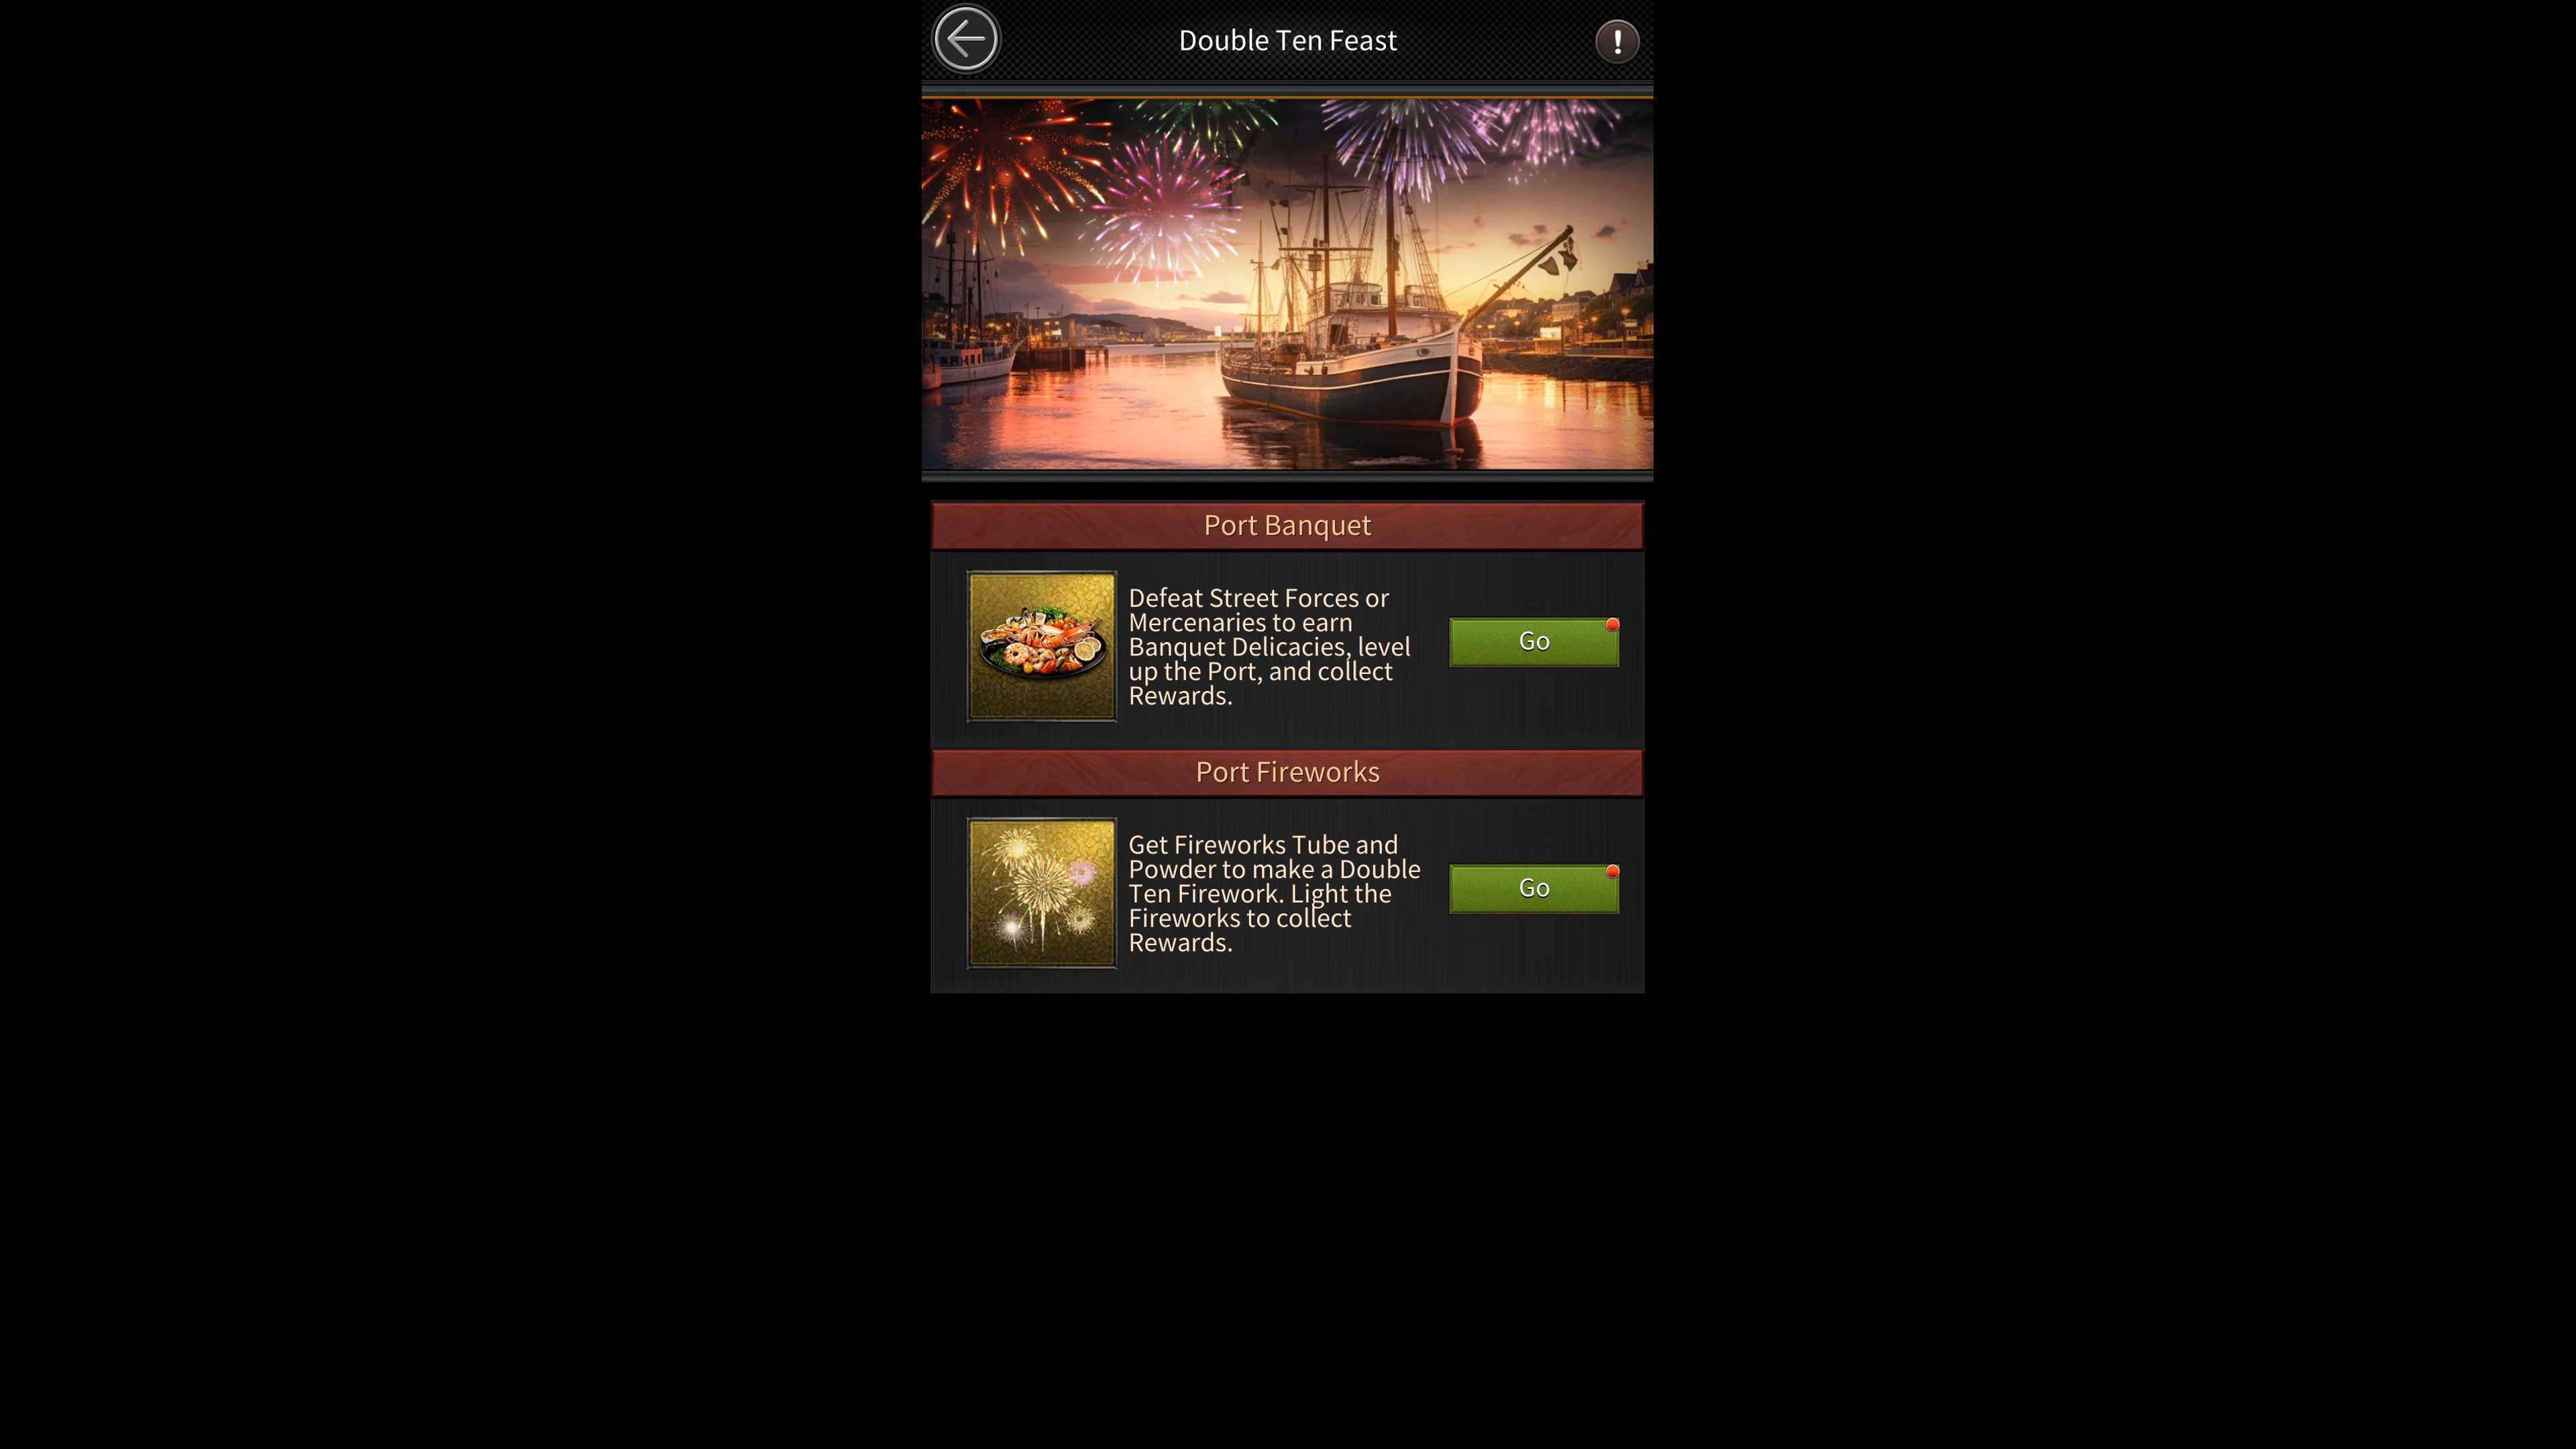 Double Ten Feast
Port Banquet
Defeat Street Forces or
Mercenaries to earn
Banquet Delicacies, level
up the Port, and collect
Rewards.
Go
Port Fireworks
Get Fireworks Tube and
Powder to make a Double
Ten Firework. Light the
Fireworks to collect
Rewards.
Go